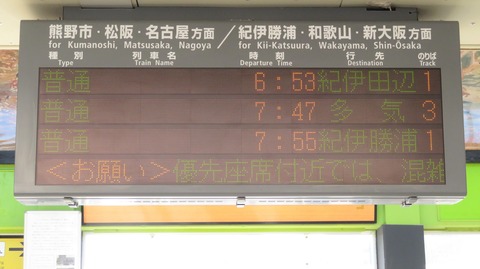 熊野市・松阪・名古屋方面／紀伊勝浦・和歌山・新大阪方面
for Kumanoshi, Matsusaka, Nagoya for Kii-Katsuura, Wakayama, Shin-Ōsaka
種別 列車名 時刻 行先 のりば
Type Train Name Departure Time Destination Track
普通 6:53 紀伊田辺 1
普通 7:47 多気 3
普通 7:55 紀伊勝浦 1
＜お願い＞優先座席付近では、混雑